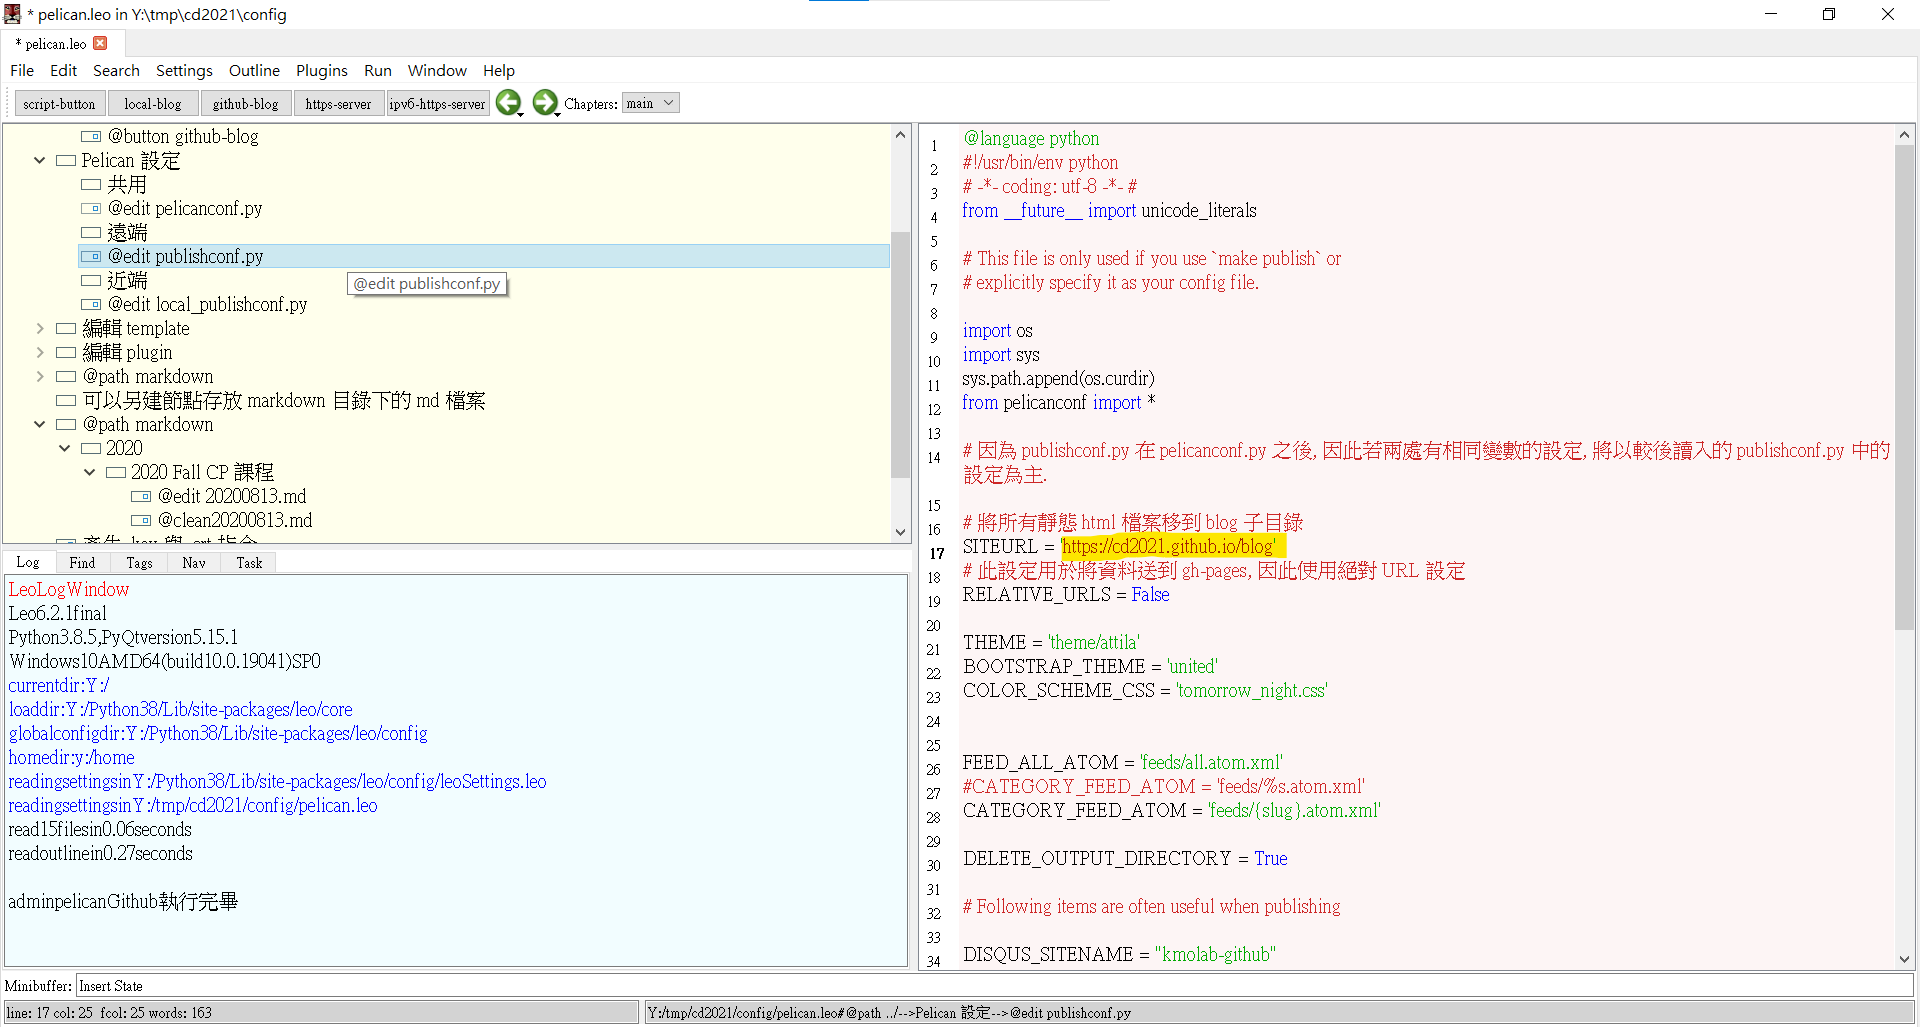 * pelican.leo in Y:\tmp\cd2021\config
* pelican.leo
File Edit Search Settings Outline Plugins Run Window Help
script-button local-blog github-blog https-server ipv6-https-server Chapters: main
@button github-blog
Pelican 設定
共用
@edit pelicanconf.py
遠端
@edit publishconf.py
近端
@edit publishconf.py
@edit local_publishconf.py
編輯 template
編輯 plugin
@path markdown
可以另建節點存放 markdown 目錄下的 md 檔案
@path markdown
2020
2020 Fall CP 課程
@edit 20200813.md
@clean20200813.md
Log Find Tags Nav Task
LeoLogWindow
Leo6.2.1final
Python3.8.5,PyQtversion5.15.1
Windows10AMD64(build10.0.19041)SP0
currentdir:Y:/
loaddir:Y:/Python38/Lib/site-packages/leo/core
globalconfigdir:Y:/Python38/Lib/site-packages/leo/config
homedir:y:/home
readingsettingsinY:/Python38/Lib/site-packages/leo/config/leoSettings.leo
readingsettingsinY:/tmp/cd2021/config/pelican.leo
read15filesin0.06seconds
readoutlinein0.27seconds
adminpelicanGithub執行完畢
1 @language python
2 #!/usr/bin/env python
3 # -*- coding: utf-8 -*- #
4 from __future__ import unicode_literals
5
6 # This file is only used if you use `make publish` or
7 # explicitly specify it as your config file.
8
9 import os
10 import sys
11 sys.path.append(os.curdir)
12 from pelicanconf import *
13
14 # 因為 publishconf.py 在 pelicanconf.py 之後, 因此若兩處有相同變數的設定, 將以較後讀入的 publishconf.py 中的
設定為主.
15
16 # 將所有靜態 html 檔案移到 blog 子目錄
17 SITEURL = 'https://cd2021.github.io/blog'
18 # 此設定用於將資料送到 gh-pages, 因此使用絕對 URL 設定
19 RELATIVE_URLS = False
20
21 THEME = 'theme/attila'
22 BOOTSTRAP_THEME = 'united'
23 COLOR_SCHEME_CSS = 'tomorrow_night.css'
24
25
26 FEED_ALL_ATOM = 'feeds/all.atom.xml'
27 #CATEGORY_FEED_ATOM = 'feeds/%s.atom.xml'
28 CATEGORY_FEED_ATOM = 'feeds/{slug}.atom.xml'
29
30 DELETE_OUTPUT_DIRECTORY = True
31
32 # Following items are often useful when publishing
33
34 DISQUS_SITENAME = "kmolab-github"
Minibuffer: Insert State
line: 17 col: 25 fcol: 25 words: 163
Y:/tmp/cd2021/config/pelican.leo#@path ../-->Pelican 設定-->@edit publishconf.py